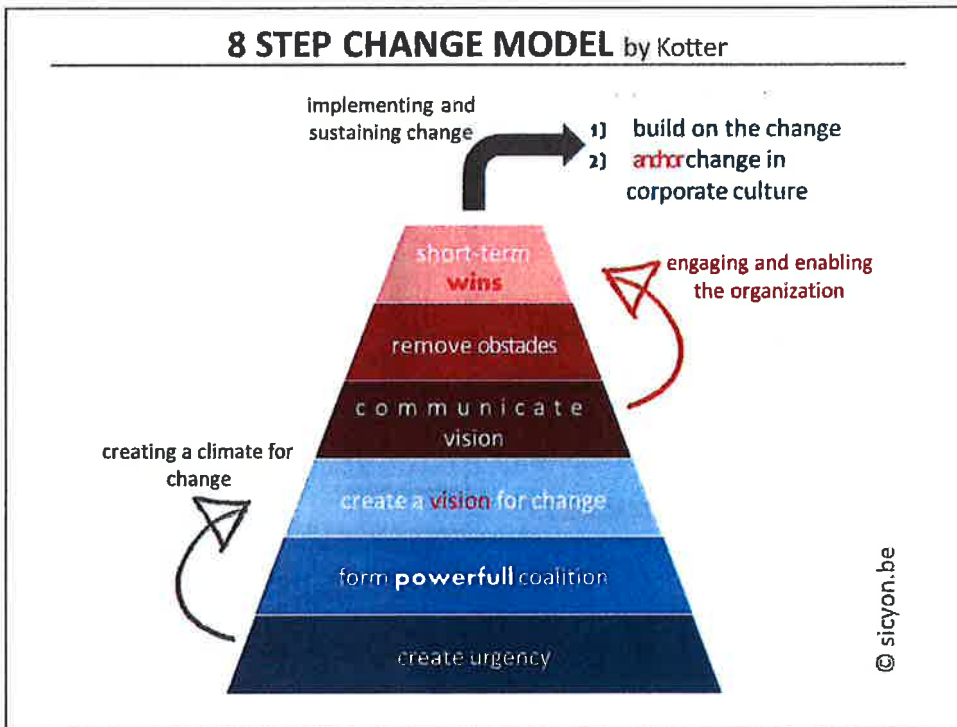 8 STEP CHANGE MODEL by Kotter
implementing and
sustaining change
1) build on the change
2) anchor change in
corporate culture
short-term
wins
engaging and enabling
the organization
remove obstacles
communicate
vision
creating a climate for
change
create a vision for change
form powerfull coalition
create urgency
© sicyon.be